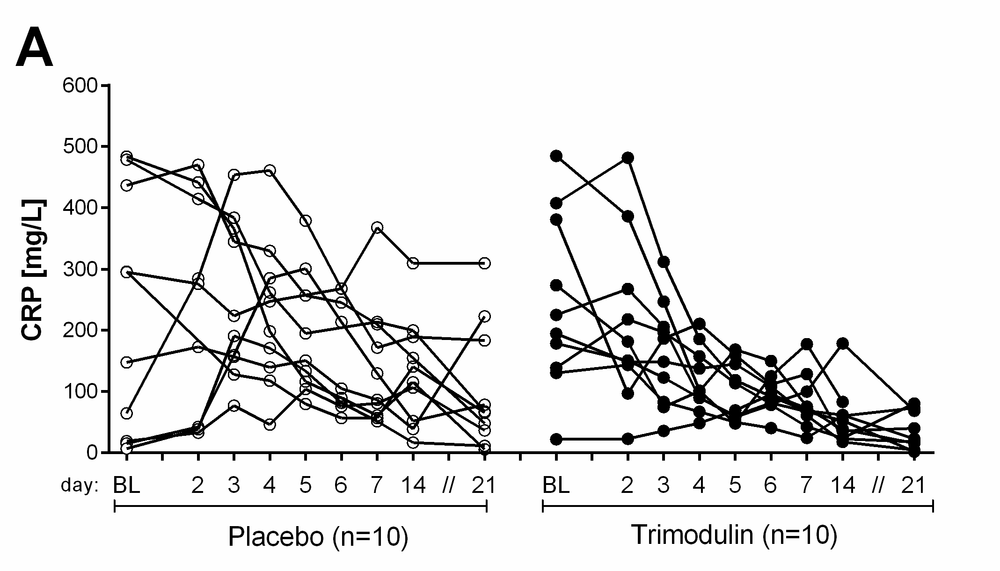 A
CRP [mg/L]
600
500
400
300
200
100
0
day: BL 2 3 4 5 6 7 14 // 21 BL 2 3 4 5 6 7 14 // 21
Placebo (n=10) Trimodulin (n=10)